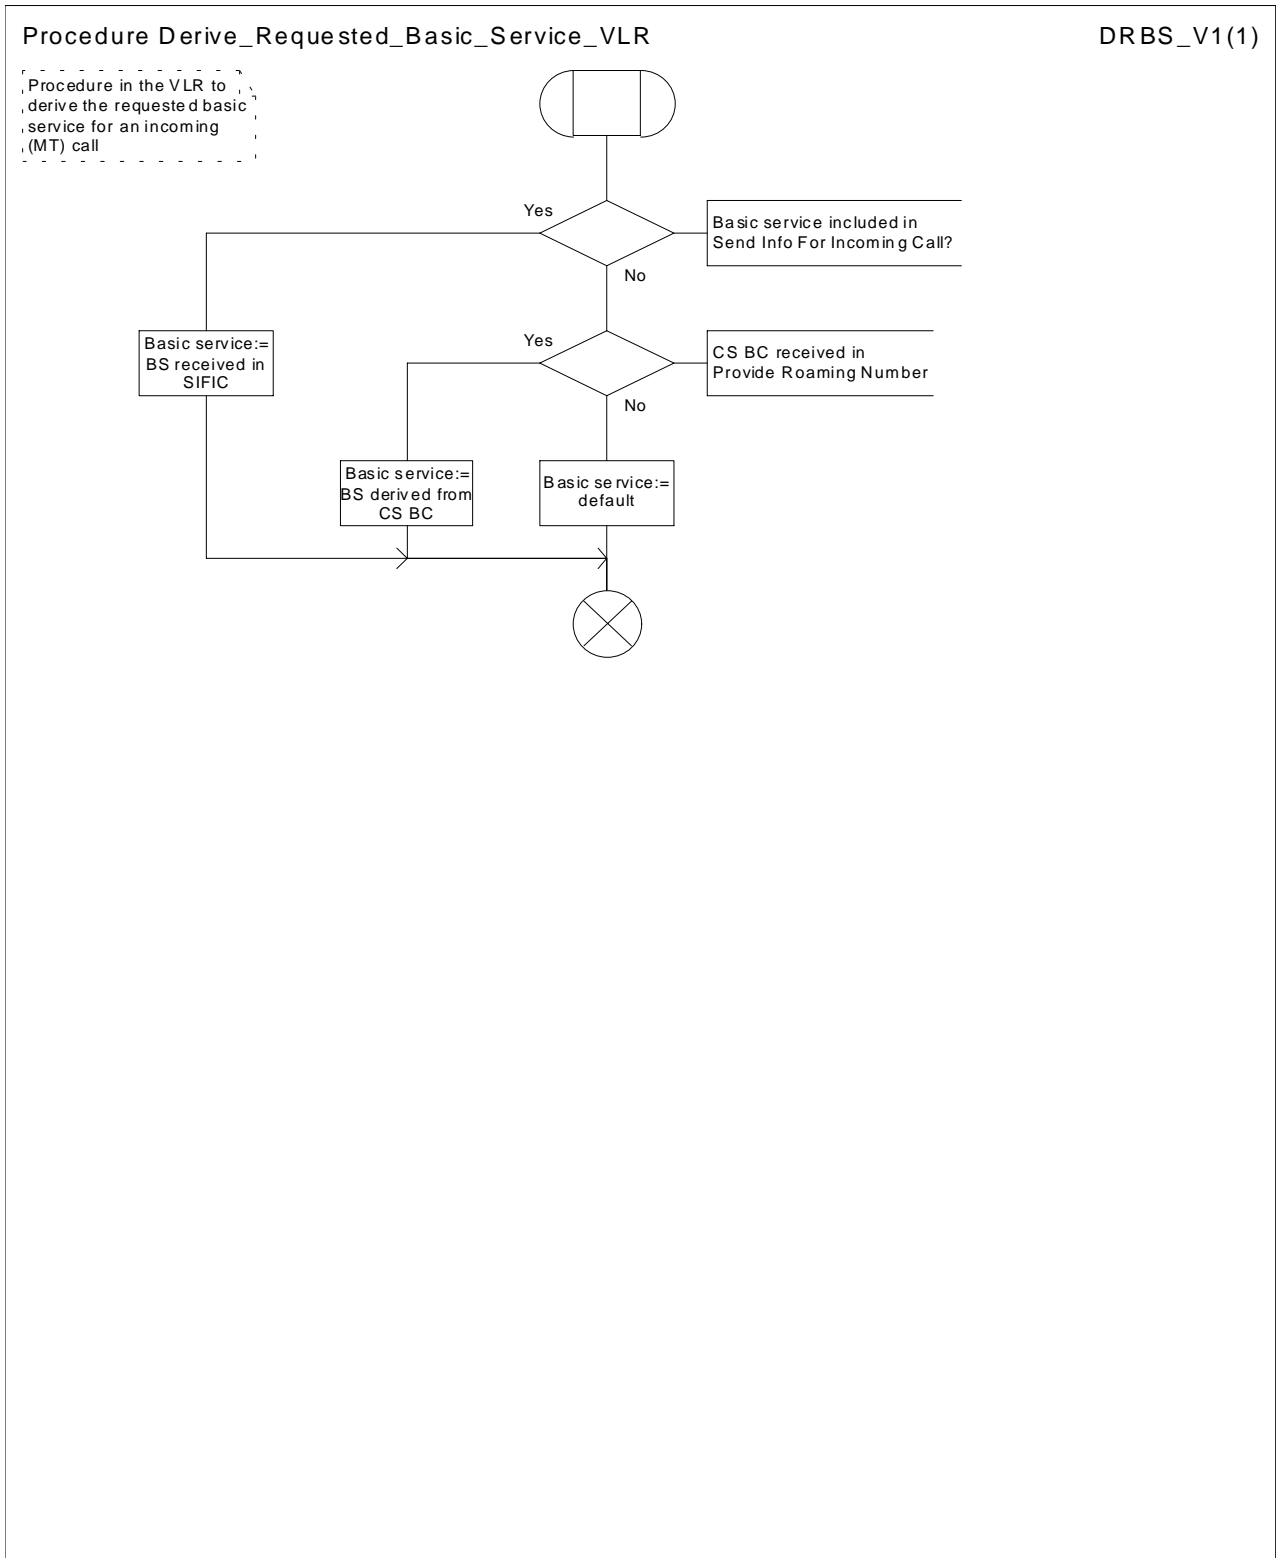 Procedure Derive_Requested_Basic_Service_VLR
DRBS_V1(1)
Procedure in the VLR to
derive the requested basic
service for an incoming
(MT) call
Yes
Basic service included in
Send Info For Incoming Call?
No
Yes
CS BC received in
Provide Roaming Number
No
Basic service:=
BS received in
SIFIC
Basic service:=
BS derived from
CS BC
Basic service:=
default